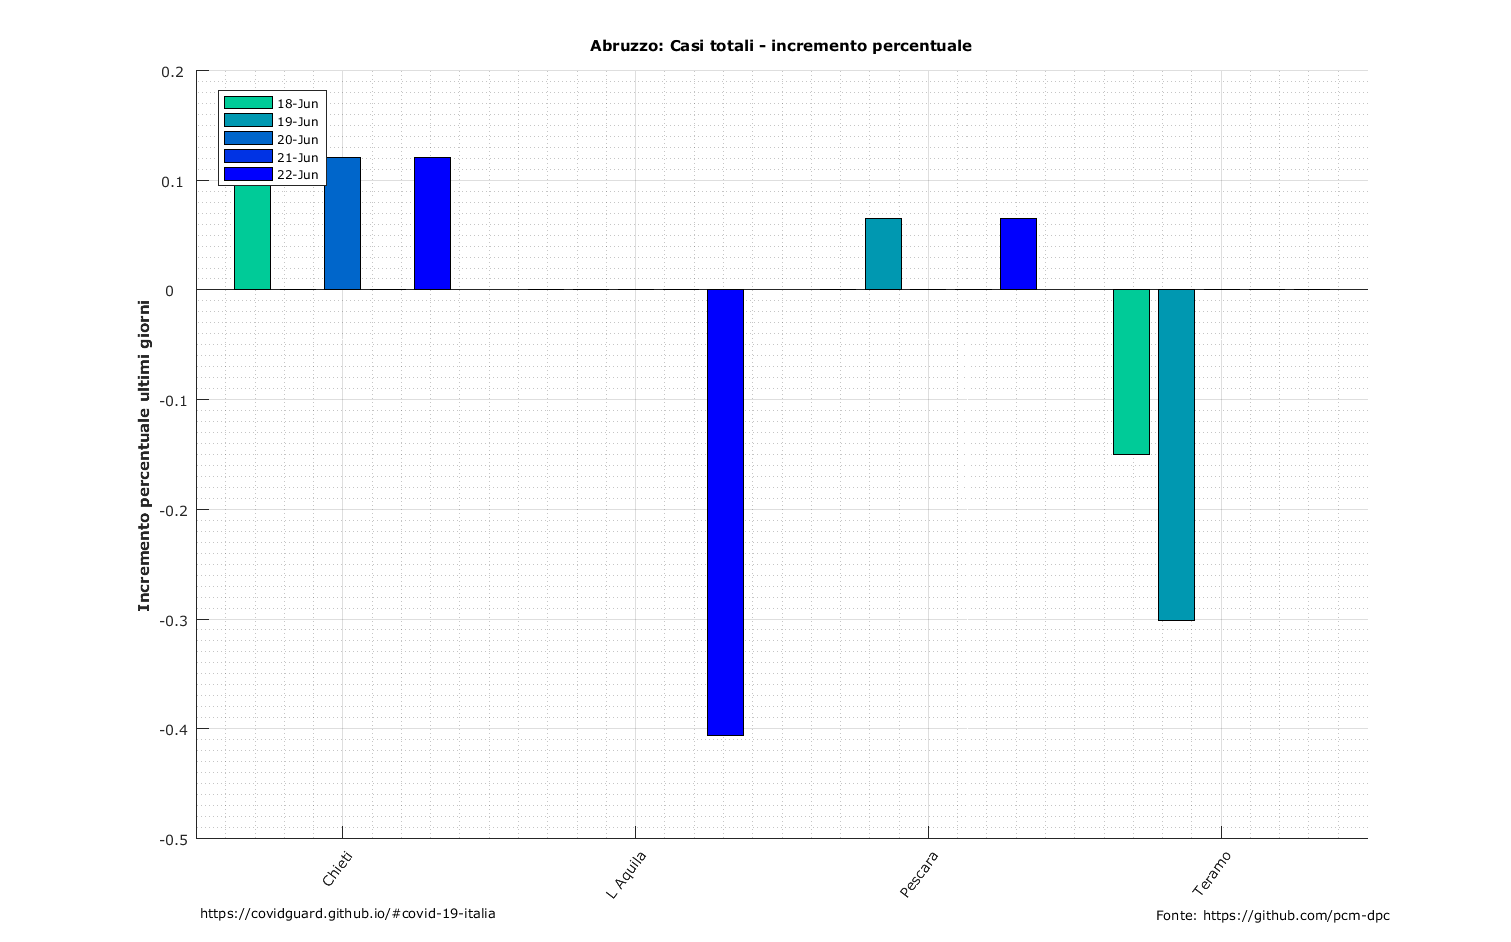 Abruzzo: Casi totali - incremento percentuale
0.2
0.1
0
-0.1
-0.2
-0.3
-0.4
-0.5
Incremento percentuale ultimi giorni
18-Jun
19-Jun
20-Jun
21-Jun
22-Jun
Chieti
L Aquila
Pescara
Teramo
https://covidguard.github.io/#covid-19-italia
Fonte: https://github.com/pcm-dpc